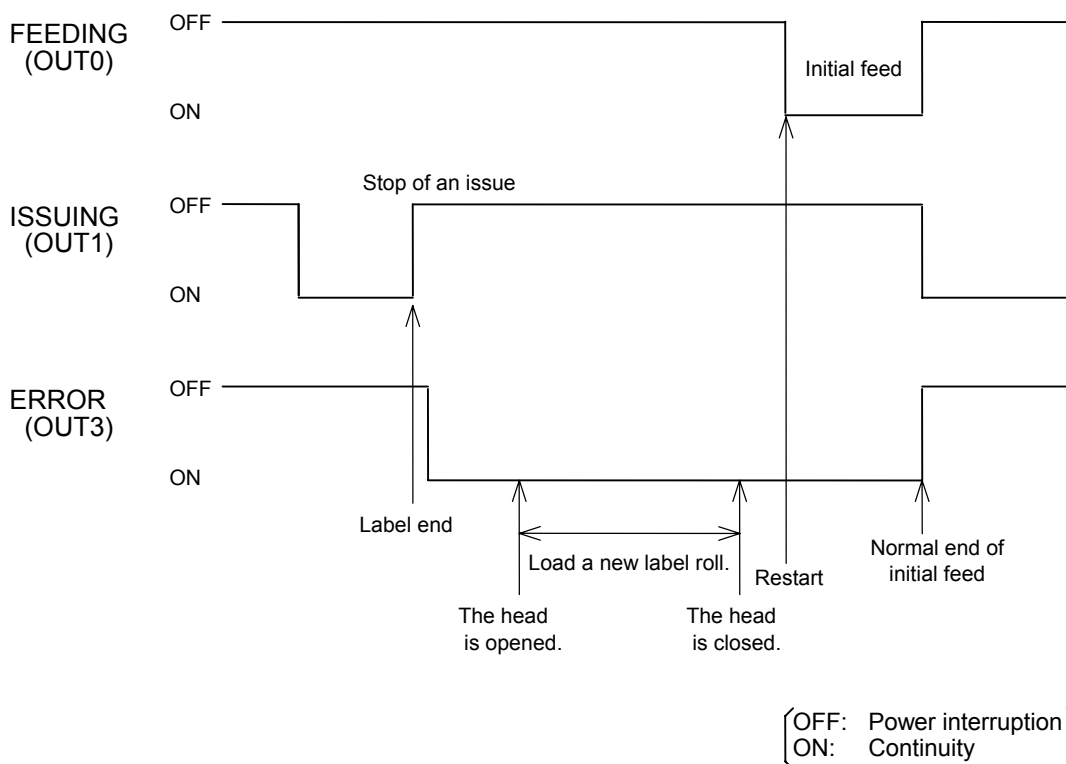 FEEDING
(OUT0)
OFF
Initial feed
ON
Stop of an issue
ISSUING
(OUT1)
OFF
ON
ERROR
(OUT3)
OFF
ON
Label end
Load a new label roll.
Restart
Normal end of
initial feed
The head
is opened.
The head
is closed.
OFF: Power interruption
ON: Continuity